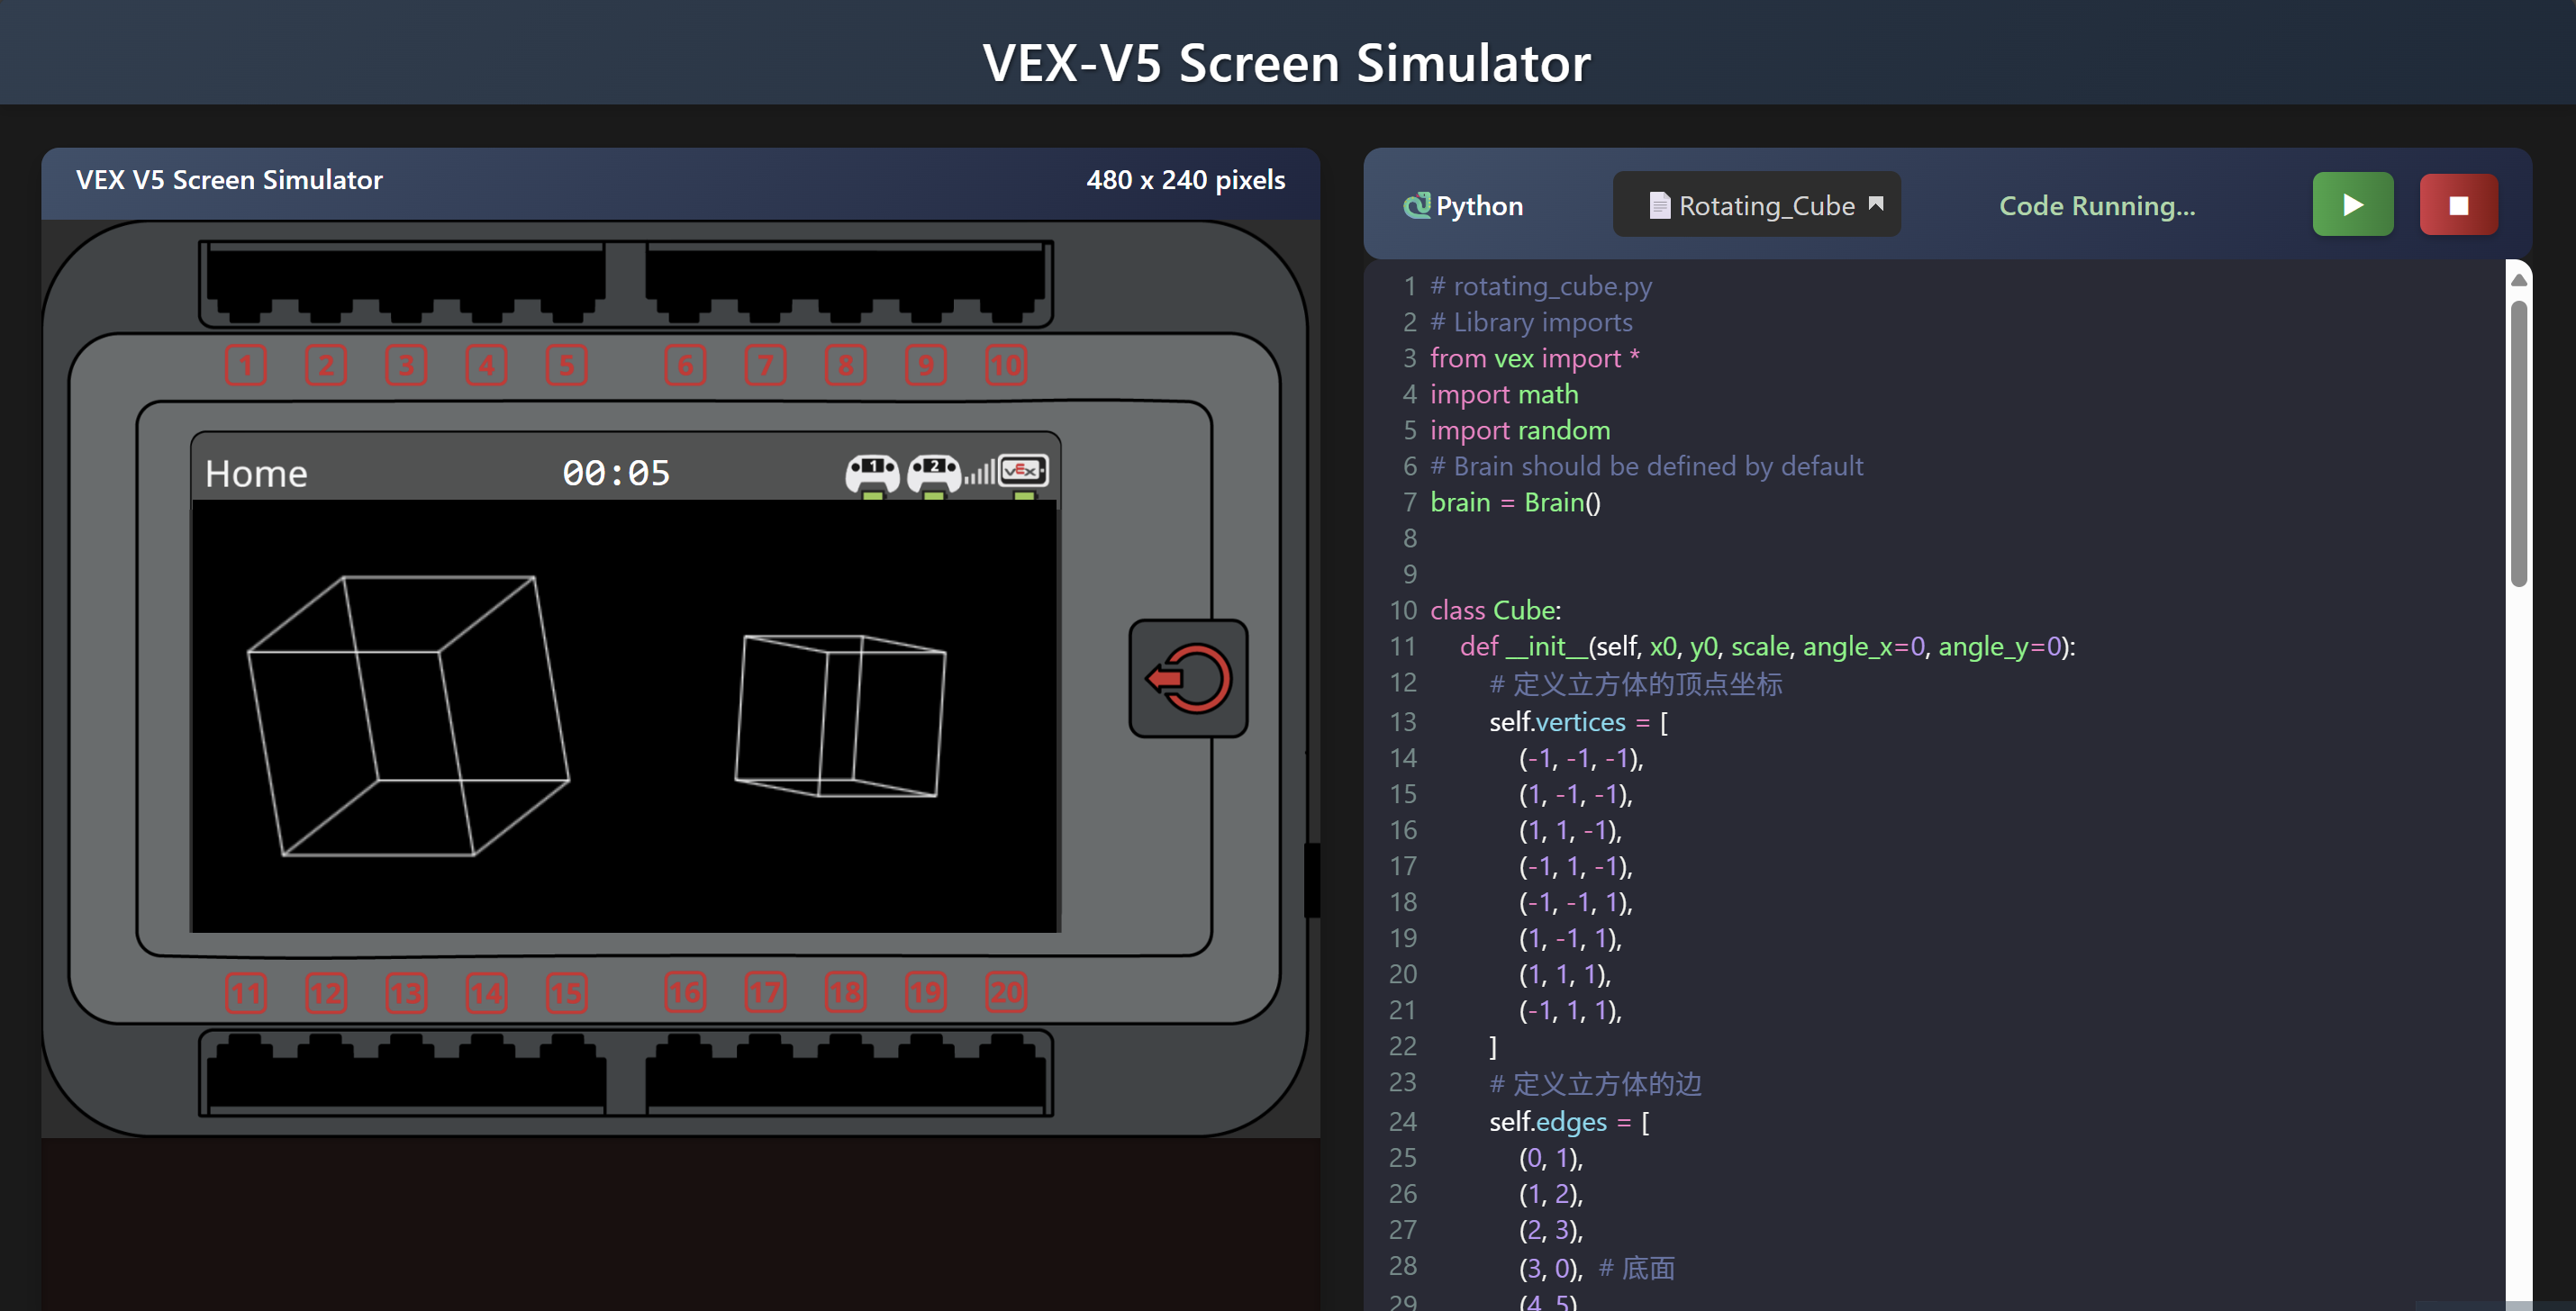 VEX-V5 Screen Simulator
VEX V5 Screen Simulator
480 x 240 pixels
1 2 3 4 5 6 7 8 9 10
Home 00:05 1 2 VEX
11 12 13 14 15 16 17 18 19 20
Python
Rotating_Cube
Code Running...
1 # rotating_cube.py
2 # Library imports
3 from vex import *
4 import math
5 import random
6 # Brain should be defined by default
7 brain = Brain()
8
9
10 class Cube:
11 def __init__(self, x0, y0, scale, angle_x=0, angle_y=0):
12 # 定义立方体的顶点坐标
13 self.vertices = [
14 (-1, -1, -1),
15 (1, -1, -1),
16 (1, 1, -1),
17 (-1, 1, -1),
18 (-1, -1, 1),
19 (1, -1, 1),
20 (1, 1, 1),
21 (-1, 1, 1),
22 ]
23 # 定义立方体的边
24 self.edges = [
25 (0, 1),
26 (1, 2),
27 (2, 3),
28 (3, 0), # 底面
29 (4, 5)